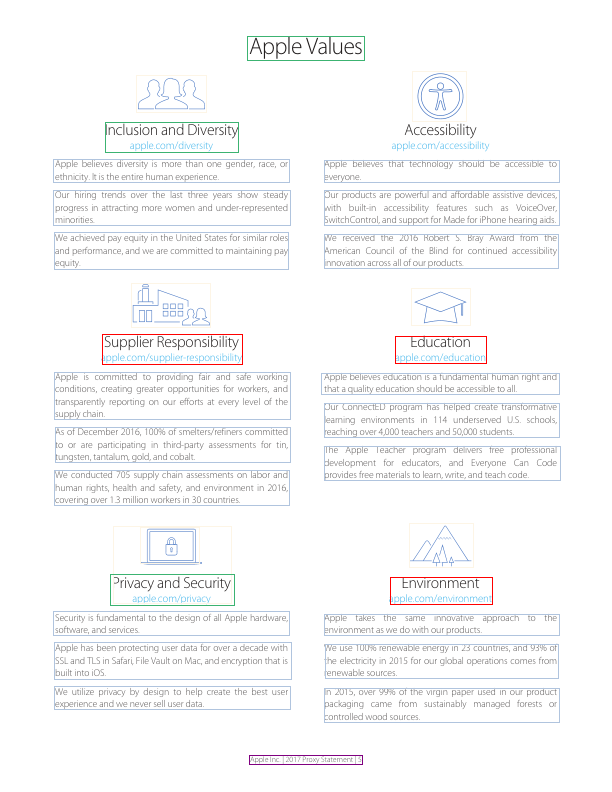 Apple Values
Inclusion and Diversity
apple.com/diversity
Apple believes diversity is more than one gender, race, or
ethnicity. It is the entire human experience.
Our hiring trends over the last three years show steady
progress in attracting more women and under-represented
minorities.
We achieved pay equity in the United States for similar roles
and performance, and we are committed to maintaining pay
equity.
Accessibility
apple.com/accessibility
Apple believes that technology should be accessible to
everyone.
Our products are powerful and affordable assistive devices,
with built-in accessibility features such as VoiceOver,
SwitchControl, and support for Made for iPhone hearing aids.
We received the 2016 Robert S. Bray Award from the
American Council of the Blind for continued accessibility
innovation across all of our products.
Supplier Responsibility
apple.com/supplier-responsibility
Apple is committed to providing fair and safe working
conditions, creating greater opportunities for workers, and
transparently reporting on our efforts at every level of the
supply chain.
As of December 2016, 100% of smelters/refiners committed
to or are participating in third-party assessments for tin,
tungsten, tantalum, gold, and cobalt.
We conducted 705 supply chain assessments on labor and
human rights, health and safety, and environment in 2016,
covering over 1.3 million workers in 30 countries.
Education
apple.com/education
Apple believes education is a fundamental human right and
that a quality education should be accessible to all.
Our ConnectED program has helped create transformative
learning environments in 114 underserved U.S. schools,
reaching over 4,000 teachers and 50,000 students.
The Apple Teacher program delivers free professional
development for educators, and Everyone Can Code
provides free materials to learn, write, and teach code.
Privacy and Security
apple.com/privacy
Security is fundamental to the design of all Apple hardware,
software, and services.
Apple has been protecting user data for over a decade with
SSL and TLS in Safari, File Vault on Mac, and encryption that is
built into iOS.
We utilize privacy by design to help create the best user
experience and we never sell user data.
Environment
apple.com/environment
Apple takes the same innovative approach to the
environment as we do with our products.
We use 100% renewable energy in 23 countries, and 93% of
the electricity in 2015 for our global operations comes from
renewable sources.
In 2015, over 99% of the virgin paper used in our product
packaging came from sustainably managed forests or
controlled wood sources.
Apple Inc. | 2017 Proxy Statement | 5